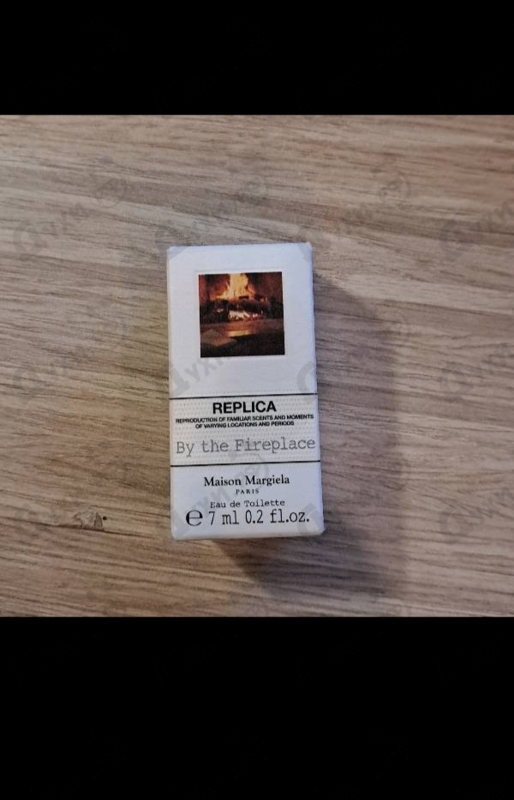 REPLICA
REPRODUCTION OF FAMILIAR SCENTS AND MOMENTS
OF VARYING LOCATIONS AND PERIODS
By the Fireplace
Maison Margiela
PARIS
Eau de Toilette
℮ 7 ml 0.2 fl.oz.